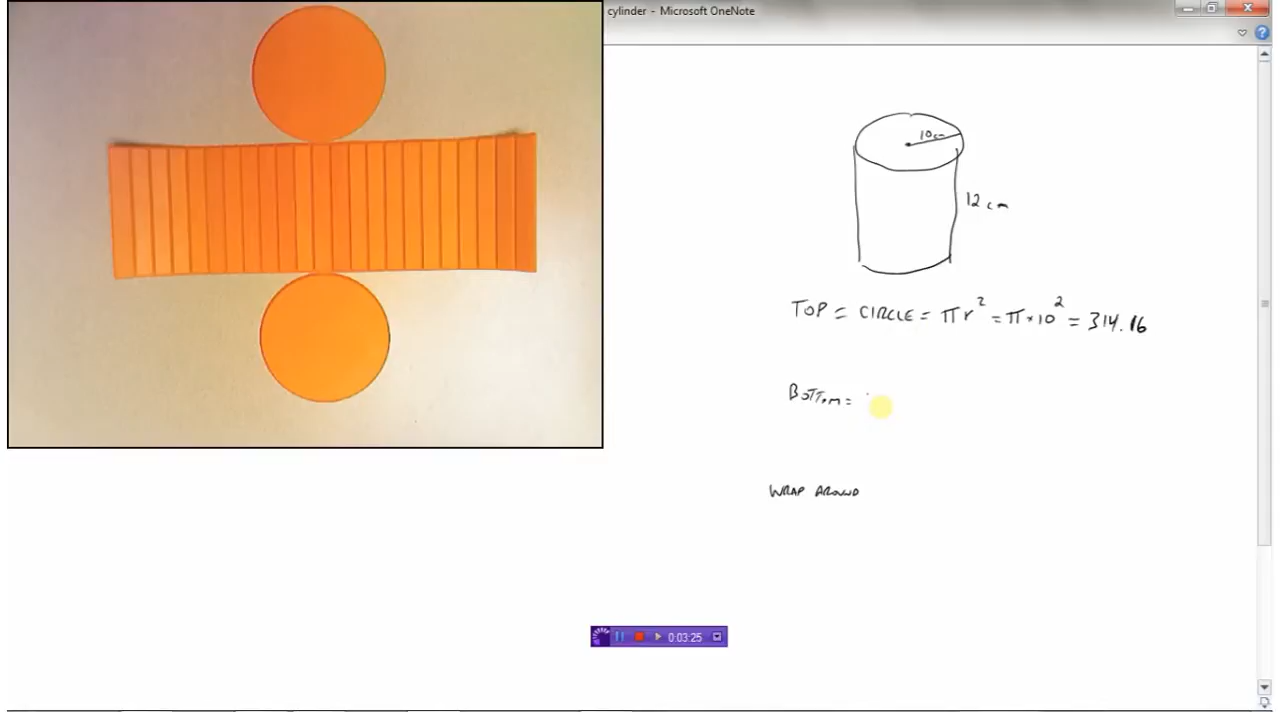 cylinder - Microsoft OneNote
10cm
12 cm
TOP = CIRCLE = πr² = π×10² = 314.16
BOTTOM =
WRAP AROUND
0:03:25